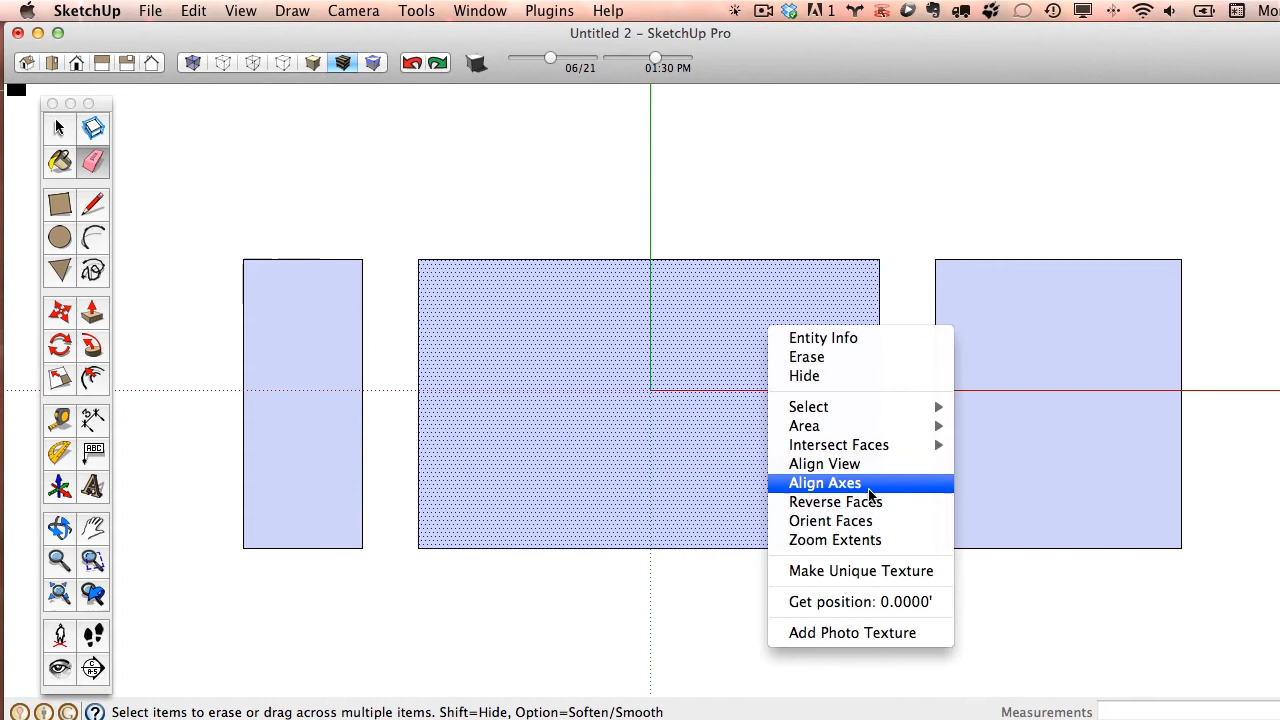 SketchUp File Edit View Draw Camera Tools Window Plugins Help 1 Mo
Untitled 2 – SketchUp Pro
06/21 01:30 PM
ABC
Entity Info
Erase
Hide
Select
Area
Intersect Faces
Align View
Align Axes
Reverse Faces
Orient Faces
Zoom Extents
Make Unique Texture
Get position: 0.0000'
Add Photo Texture
Select items to erase or drag across multiple items. Shift=Hide, Option=Soften/Smooth Measurements